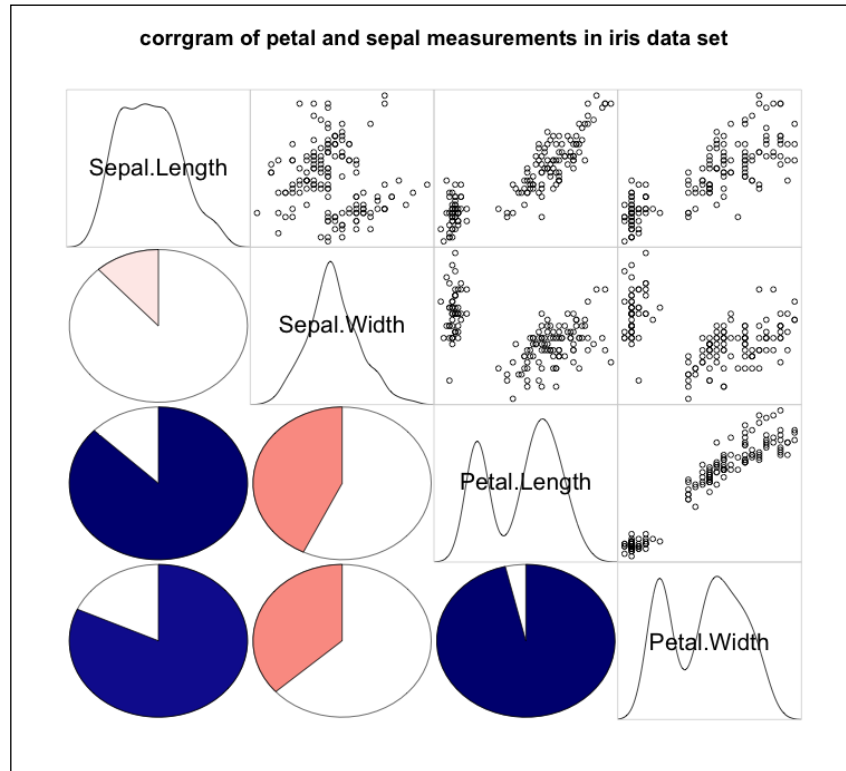 corrgram of petal and sepal measurements in iris data set
Sepal.Length
Sepal.Width
Petal.Length
Petal.Width